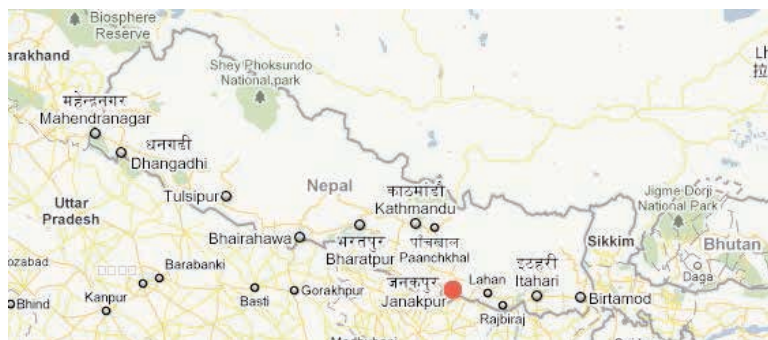 Biosphere
Reserve
arakhand
Shey Phoksundo
National park
महेन्द्रनगर
Mahendranagar
धनगढी
Dhangadhi
Uttar
Pradesh
Tulsipur
Nepal
काठमांडौ
Kathmandu
Bhairahawa
भरतपुर
Bharatpur
पाँचखाल
Paanchkhal
Jigme Dorji
National Park
Sikkim
Bhutan
Daga
इटहरी
Itahari
जनकपुर
Janakpur
Lahan
Rajbiraj
Birtamod
Barabanki
Kanpur
Basti
Gorakhpur
Bhind
Lh
拉